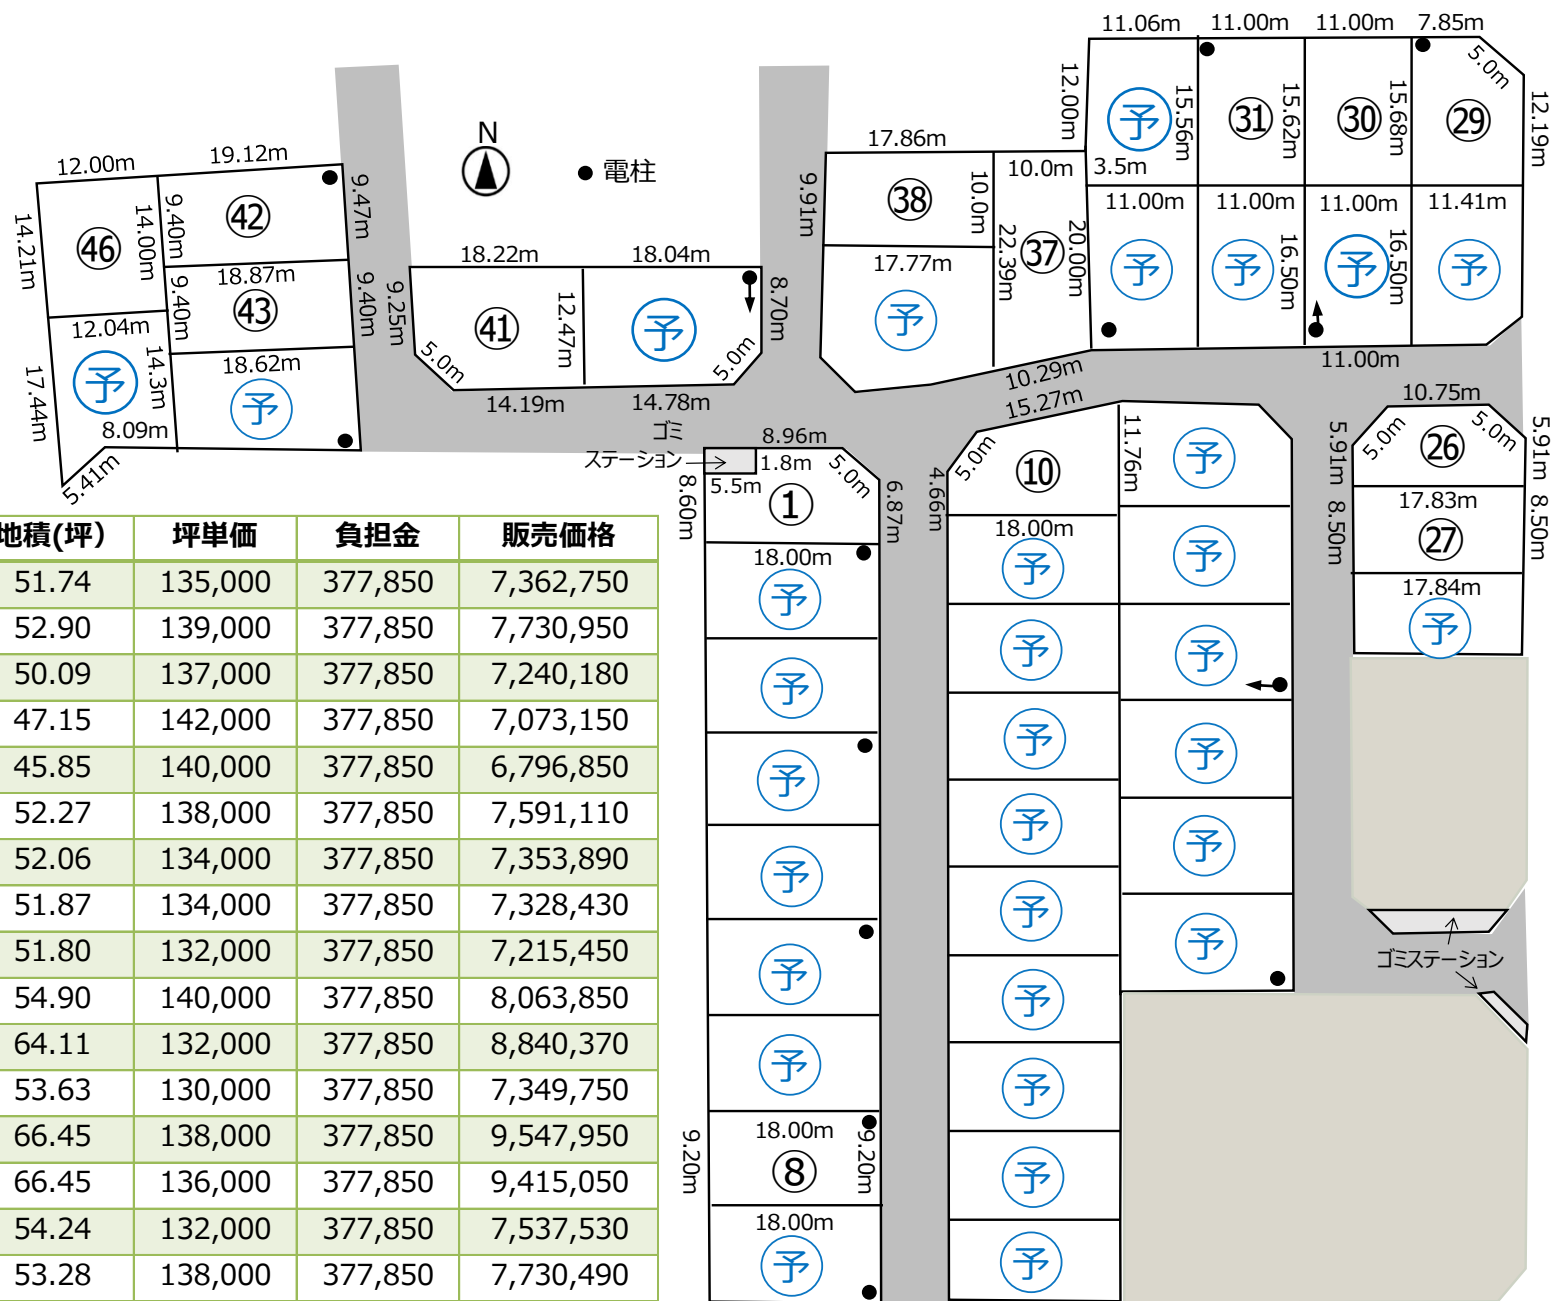 11.06m 11.00m 11.00m 7.85m
5.0m
12.00m 15.56m 15.62m 15.68m 12.19m
予 ㉛ ㉚ ㉙
N
● 電柱
12.00m 19.12m
17.86m
10.0m 3.5m
9.40m ㊷ 9.47m
9.91m ㊳ 10.0m
11.00m 11.00m 11.00m 11.41m
14.21m ㊻ 14.00m
22.39m ㊲ 20.00m
予 予 16.50m 予 16.50m 予
18.87m
9.40m ㊸ 9.40m
18.22m 18.04m
17.77m
9.25m ㊶ 12.47m 予 8.70m
予
12.04m
17.44m 予 14.3m
18.62m
予
5.0m 5.0m
14.19m 14.78m
10.29m
15.27m
11.00m
8.09m
5.41m
10.75m
5.0m 5.0m
5.91m ㉖ 5.91m
ゴミ
ステーション
8.96m
1.8m 5.0m
5.5m
8.60m ① 6.87m
5.0m
4.66m ⑩ 11.76m 予
17.83m
8.50m ㉗ 8.50m
17.84m
予
18.00m
予
18.00m
予 予
予 予 予
予 予 予
予 予 予
予 予 予
予 予
予
18.00m
9.20m ⑧ 9.20m
予
18.00m
予 予
ゴミステーション
地積(坪) 坪単価 負担金 販売価格
51.74 135,000 377,850 7,362,750
52.90 139,000 377,850 7,730,950
50.09 137,000 377,850 7,240,180
47.15 142,000 377,850 7,073,150
45.85 140,000 377,850 6,796,850
52.27 138,000 377,850 7,591,110
52.06 134,000 377,850 7,353,890
51.87 134,000 377,850 7,328,430
51.80 132,000 377,850 7,215,450
54.90 140,000 377,850 8,063,850
64.11 132,000 377,850 8,840,370
53.63 130,000 377,850 7,349,750
66.45 138,000 377,850 9,547,950
66.45 136,000 377,850 9,415,050
54.24 132,000 377,850 7,537,530
53.28 138,000 377,850 7,730,490